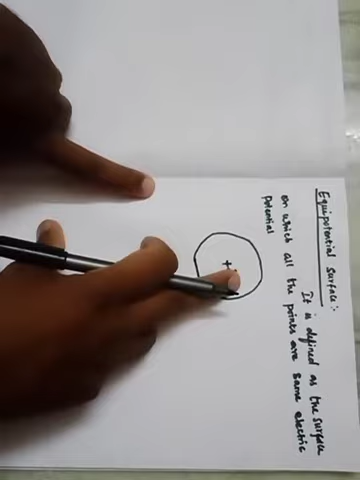 Equipotential Surface:-
It is defined as the surface
on which all the points are same electric
potential
+